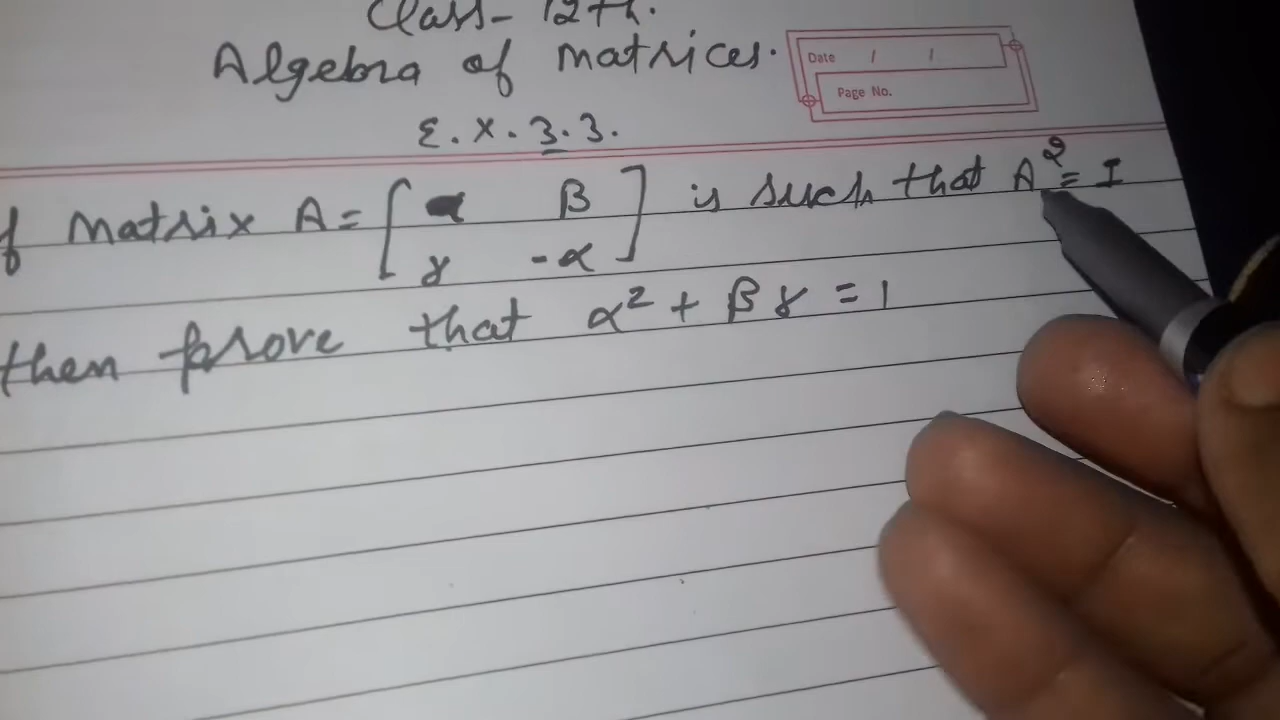 Class- 12th.
Algebra of matrices.
Date / /
Page No.
E.X. 3.3.
f matrix A = [ α β ] is such that A² = I
γ -α
then prove that α² + βγ = 1